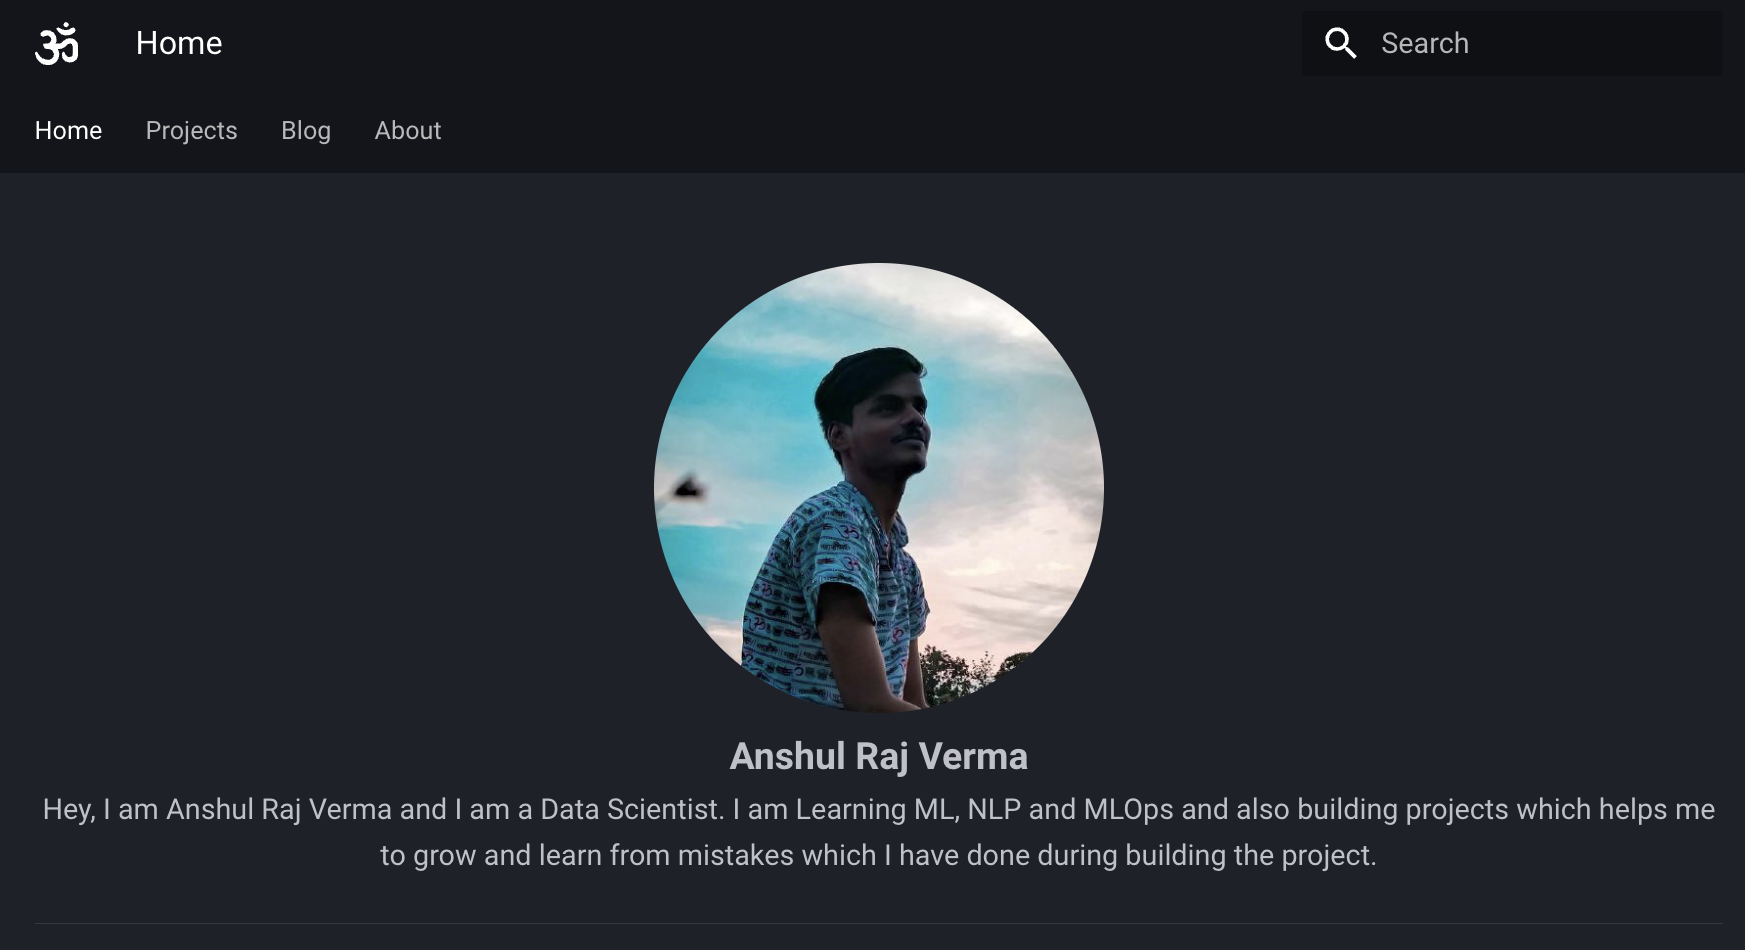 ॐ Home Search
Home Projects Blog About
Anshul Raj Verma
Hey, I am Anshul Raj Verma and I am a Data Scientist. I am Learning ML, NLP and MLOps and also building projects which helps me
to grow and learn from mistakes which I have done during building the project.